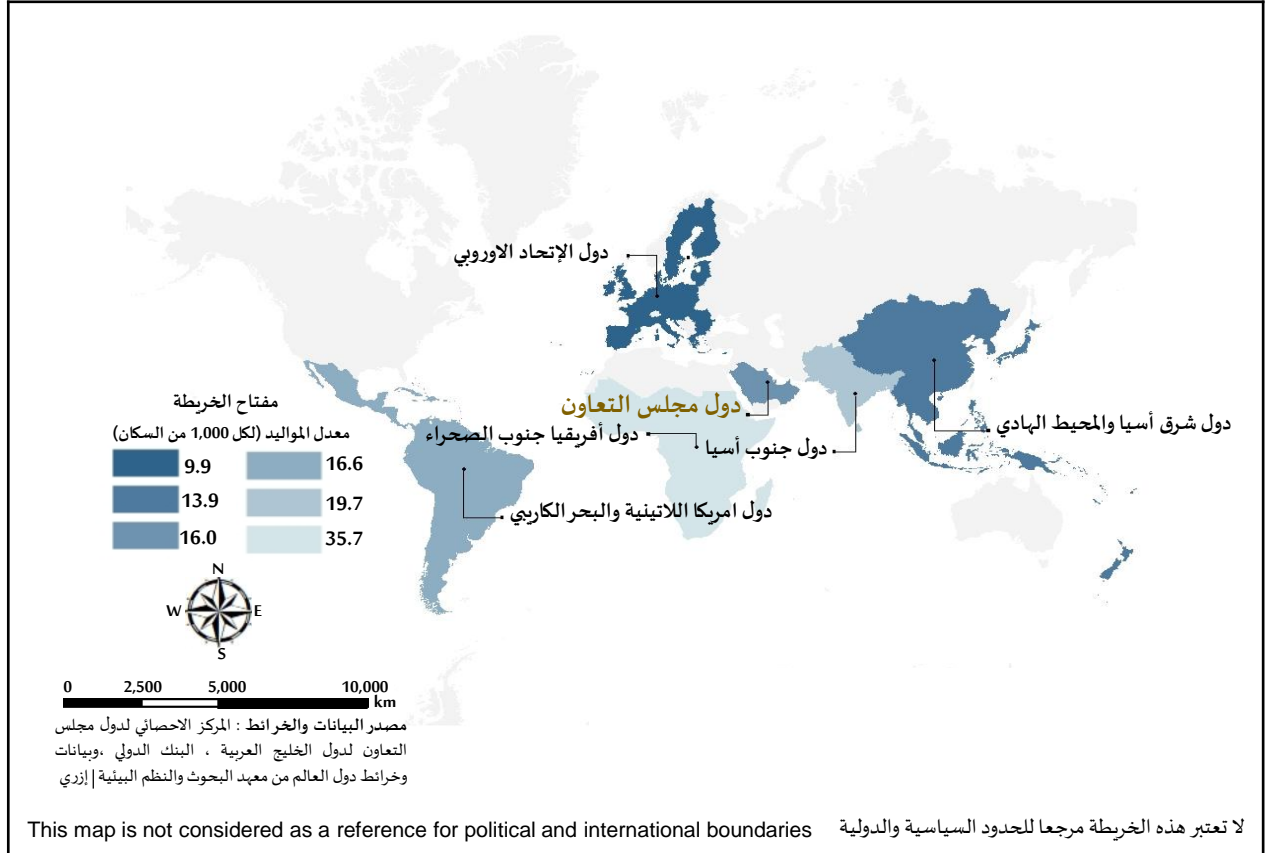 دول الإتحاد الاوروبي
دول مجلس التعاون
دول أفريقيا جنوب الصحراء
دول جنوب أسيا
دول شرق أسيا والمحيط الهادي
دول امريكا اللاتينية والبحر الكاريبي
مفتاح الخريطة
معدل المواليد (لكل 1,000 من السكان)
9.9 16.6
13.9 19.7
16.0 35.7
N
W E
S
0 2,500 5,000 10,000
km
مصدر البيانات والخرائط : المركز الاحصائي لدول مجلس
التعاون لدول الخليج العربية ، البنك الدولي ،وبيانات
وخرائط دول العالم من معهد البحوث والنظم البيئية | إزري
This map is not considered as a reference for political and international boundaries لا تعتبر هذه الخريطة مرجعا للحدود السياسية والدولية